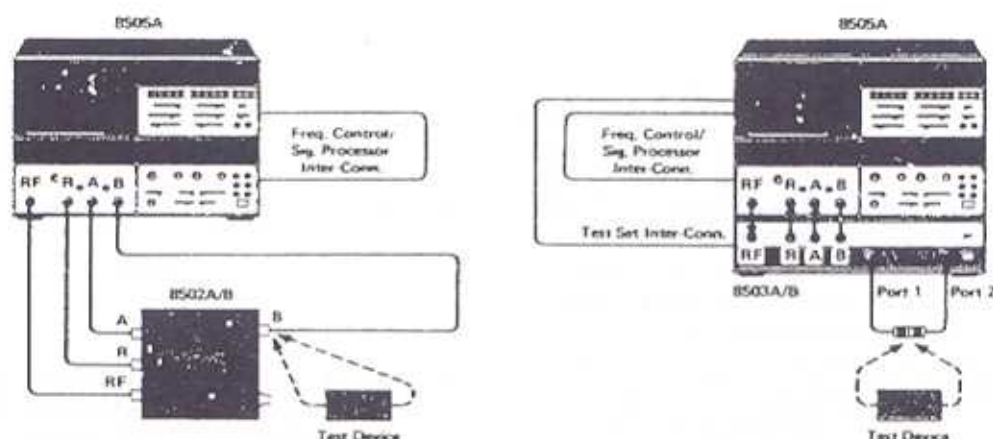 8505A
Freq. Control/
Sig. Processor
Inter Conn.
RF R A B
8502A/B
A
R
RF
B
Test Device
8505A
Freq. Control/
Sig. Processor
Inter Conn.
RF R A B
Test Set Inter-Conn.
RF R A B
8503A/B
Port 1
Port 2
Test Device